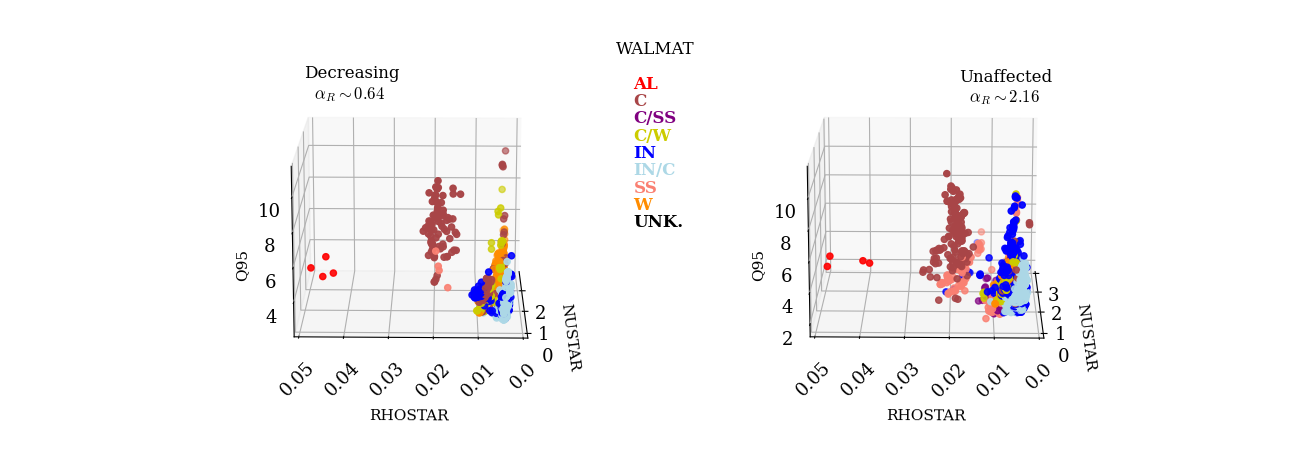 WALMAT
Decreasing
α_R ~ 0.64
Unaffected
α_R ~ 2.16
AL
C
C/SS
C/W
IN
IN/C
SS
W
UNK.
10
8
6
4
Q95
0.05
0.04
0.03
0.02
0.01
0.0
RHOSTAR
2
1
0
NUSTAR
10
8
6
4
2
Q95
0.05
0.04
0.03
0.02
0.01
0.0
RHOSTAR
3
2
1
0
NUSTAR